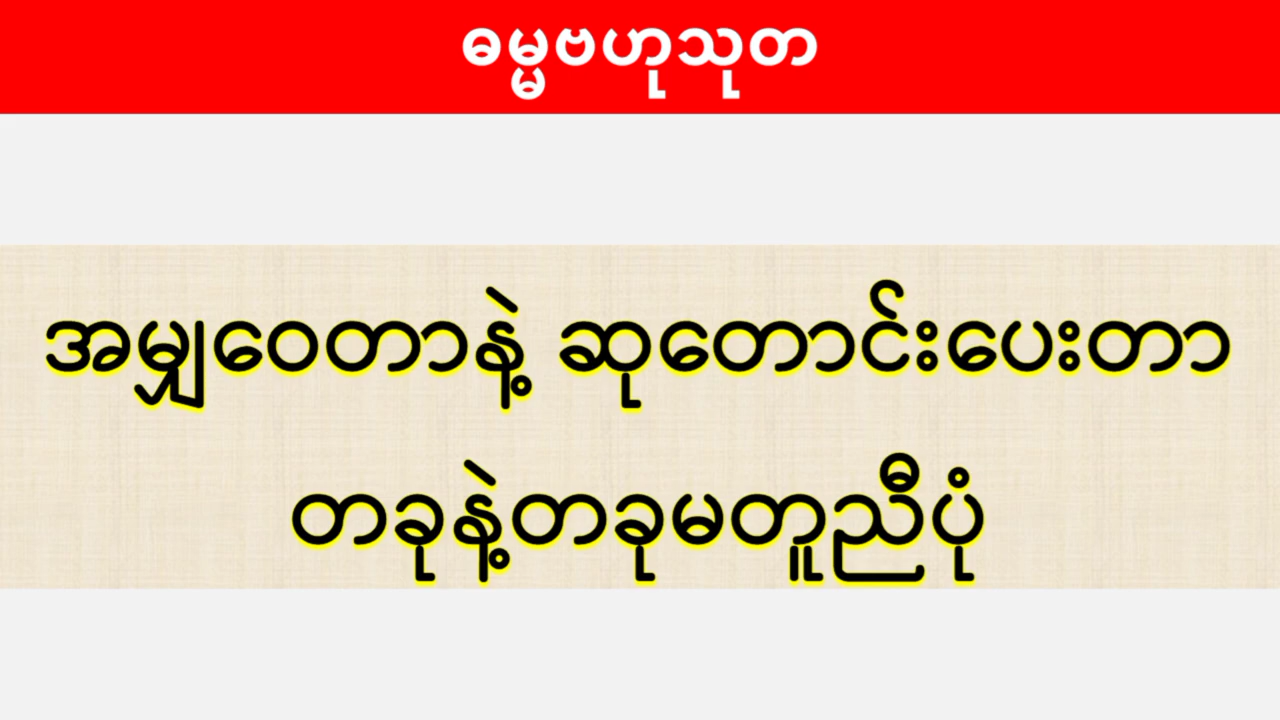 ဓမ္မဗဟုသုတ
အမျှဝေတာနဲ့ ဆုတောင်းပေးတာ
တခုနဲ့တခုမတူညီပုံ